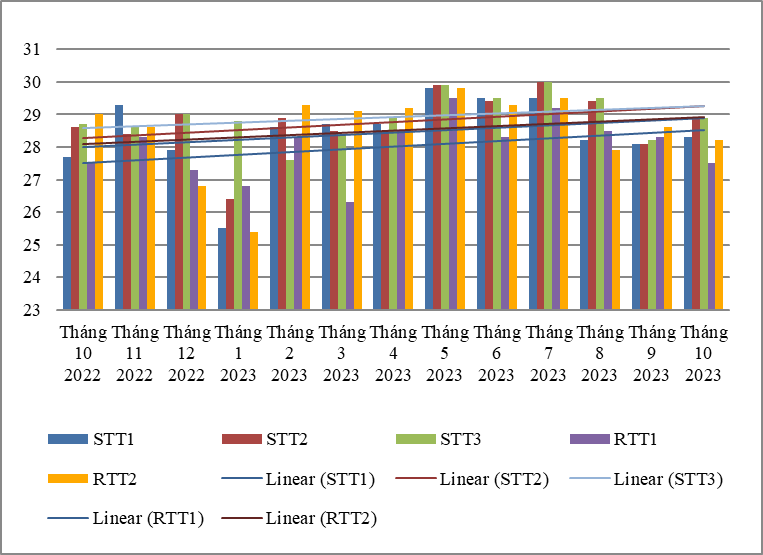 31
30
29
28
27
26
25
24
23
Tháng 10 2022
Tháng 11 2022
Tháng 12 2022
Tháng 1 2023
Tháng 2 2023
Tháng 3 2023
Tháng 4 2023
Tháng 5 2023
Tháng 6 2023
Tháng 7 2023
Tháng 8 2023
Tháng 9 2023
Tháng 10 2023
STT1 STT2 STT3 RTT1
RTT2 Linear (STT1) Linear (STT2) Linear (STT3)
Linear (RTT1) Linear (RTT2)